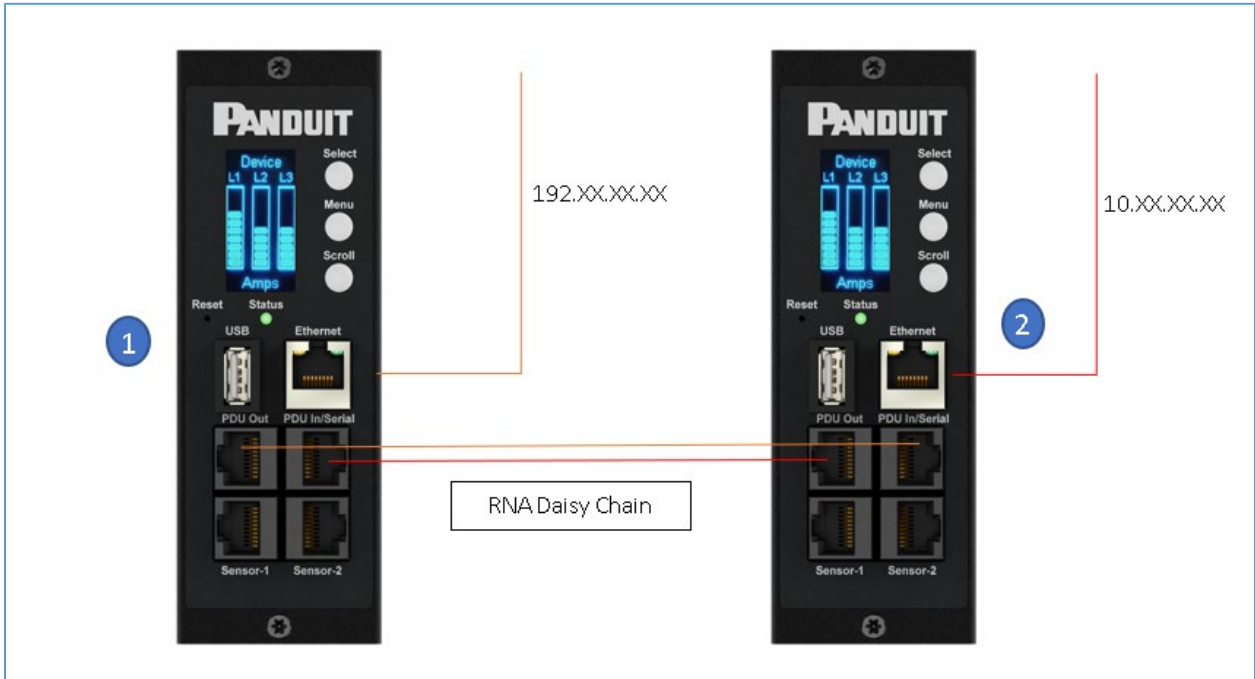 PANDUIT
Device
L1 L2 L3
Amps
Select
Menu
Scroll
Reset Status
USB Ethernet
PDU Out PDU In/Serial
Sensor-1 Sensor-2
1
192.XX.XX.XX
RNA Daisy Chain
PANDUIT
Device
L1 L2 L3
Amps
Select
Menu
Scroll
Reset Status
USB Ethernet
PDU Out PDU In/Serial
Sensor-1 Sensor-2
2
10.XX.XX.XX